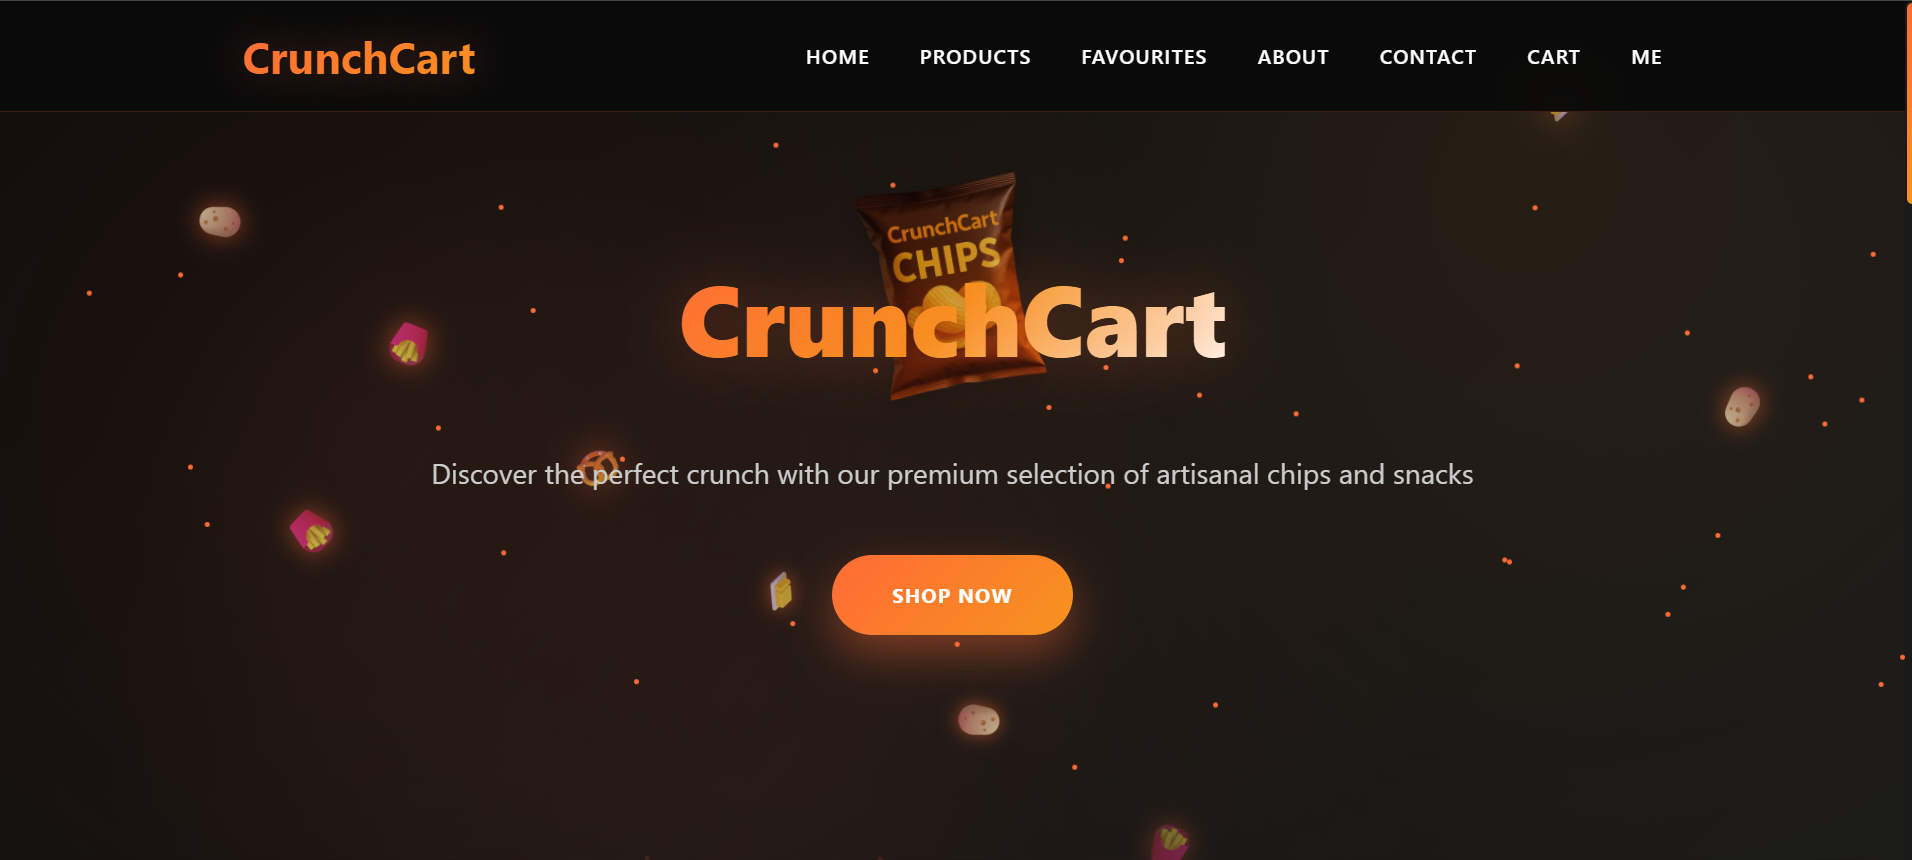 CrunchCart
HOME PRODUCTS FAVOURITES ABOUT CONTACT CART ME
CrunchCart
CHIPS
CrunchCart
Discover the perfect crunch with our premium selection of artisanal chips and snacks
SHOP NOW